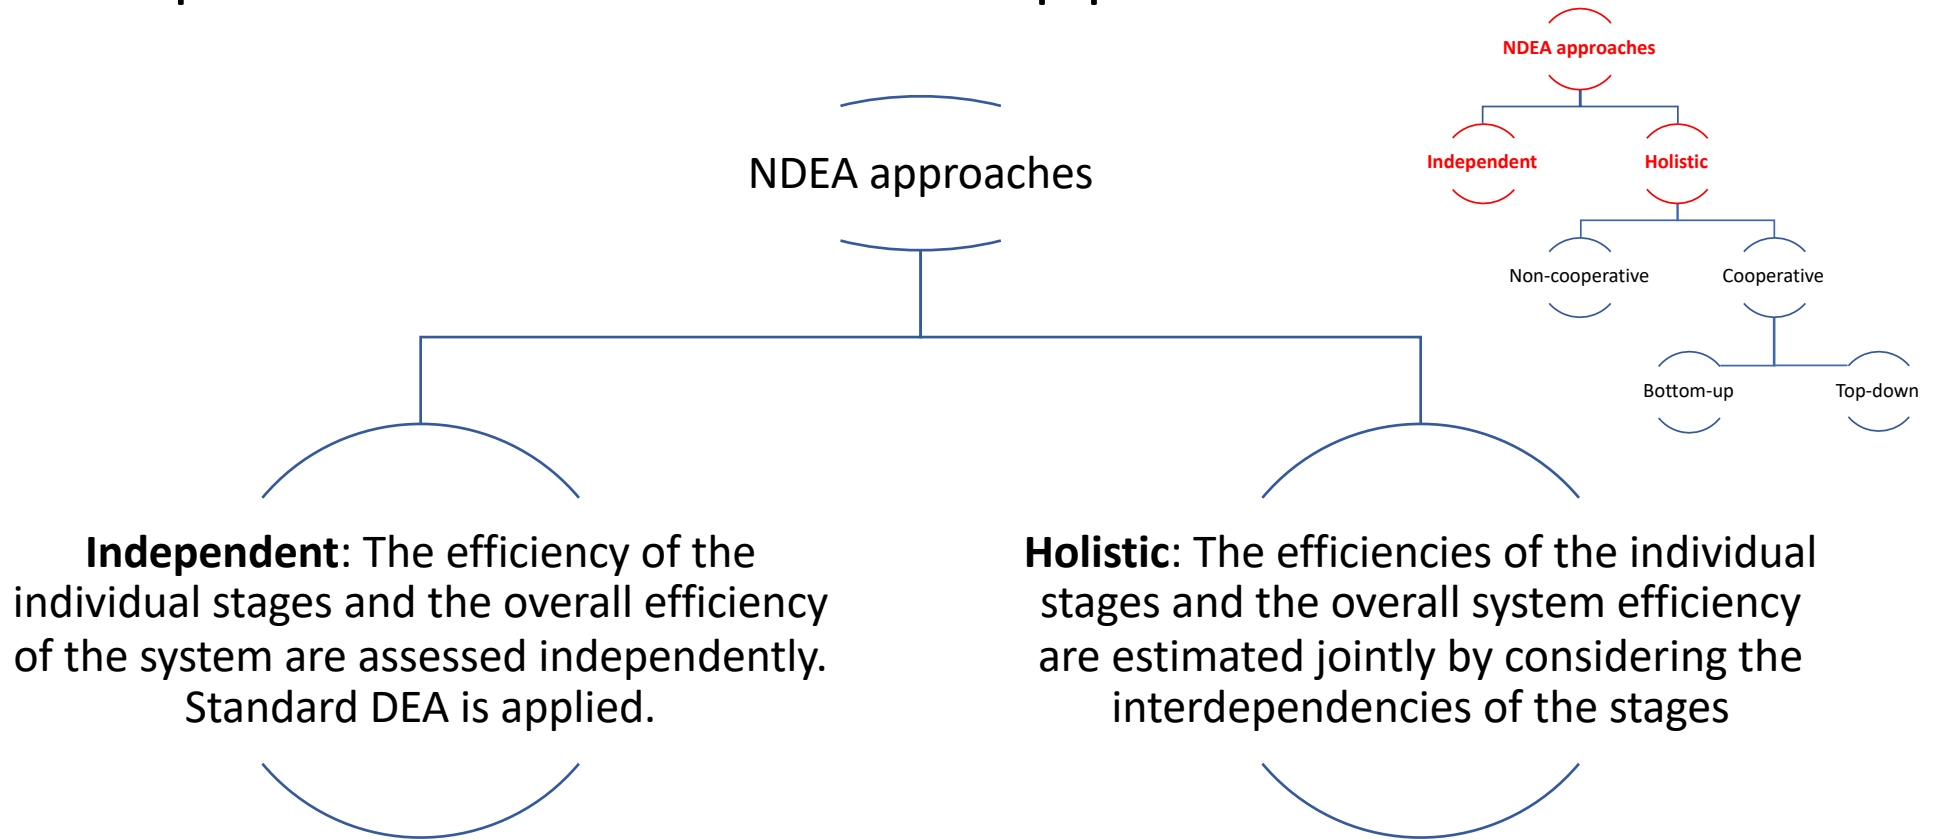 NDEA approaches
Independent: The efficiency of the
individual stages and the overall efficiency
of the system are assessed independently.
Standard DEA is applied.
Holistic: The efficiencies of the individual
stages and the overall system efficiency
are estimated jointly by considering the
interdependencies of the stages
NDEA approaches
Independent
Holistic
Non-cooperative
Cooperative
Bottom-up
Top-down